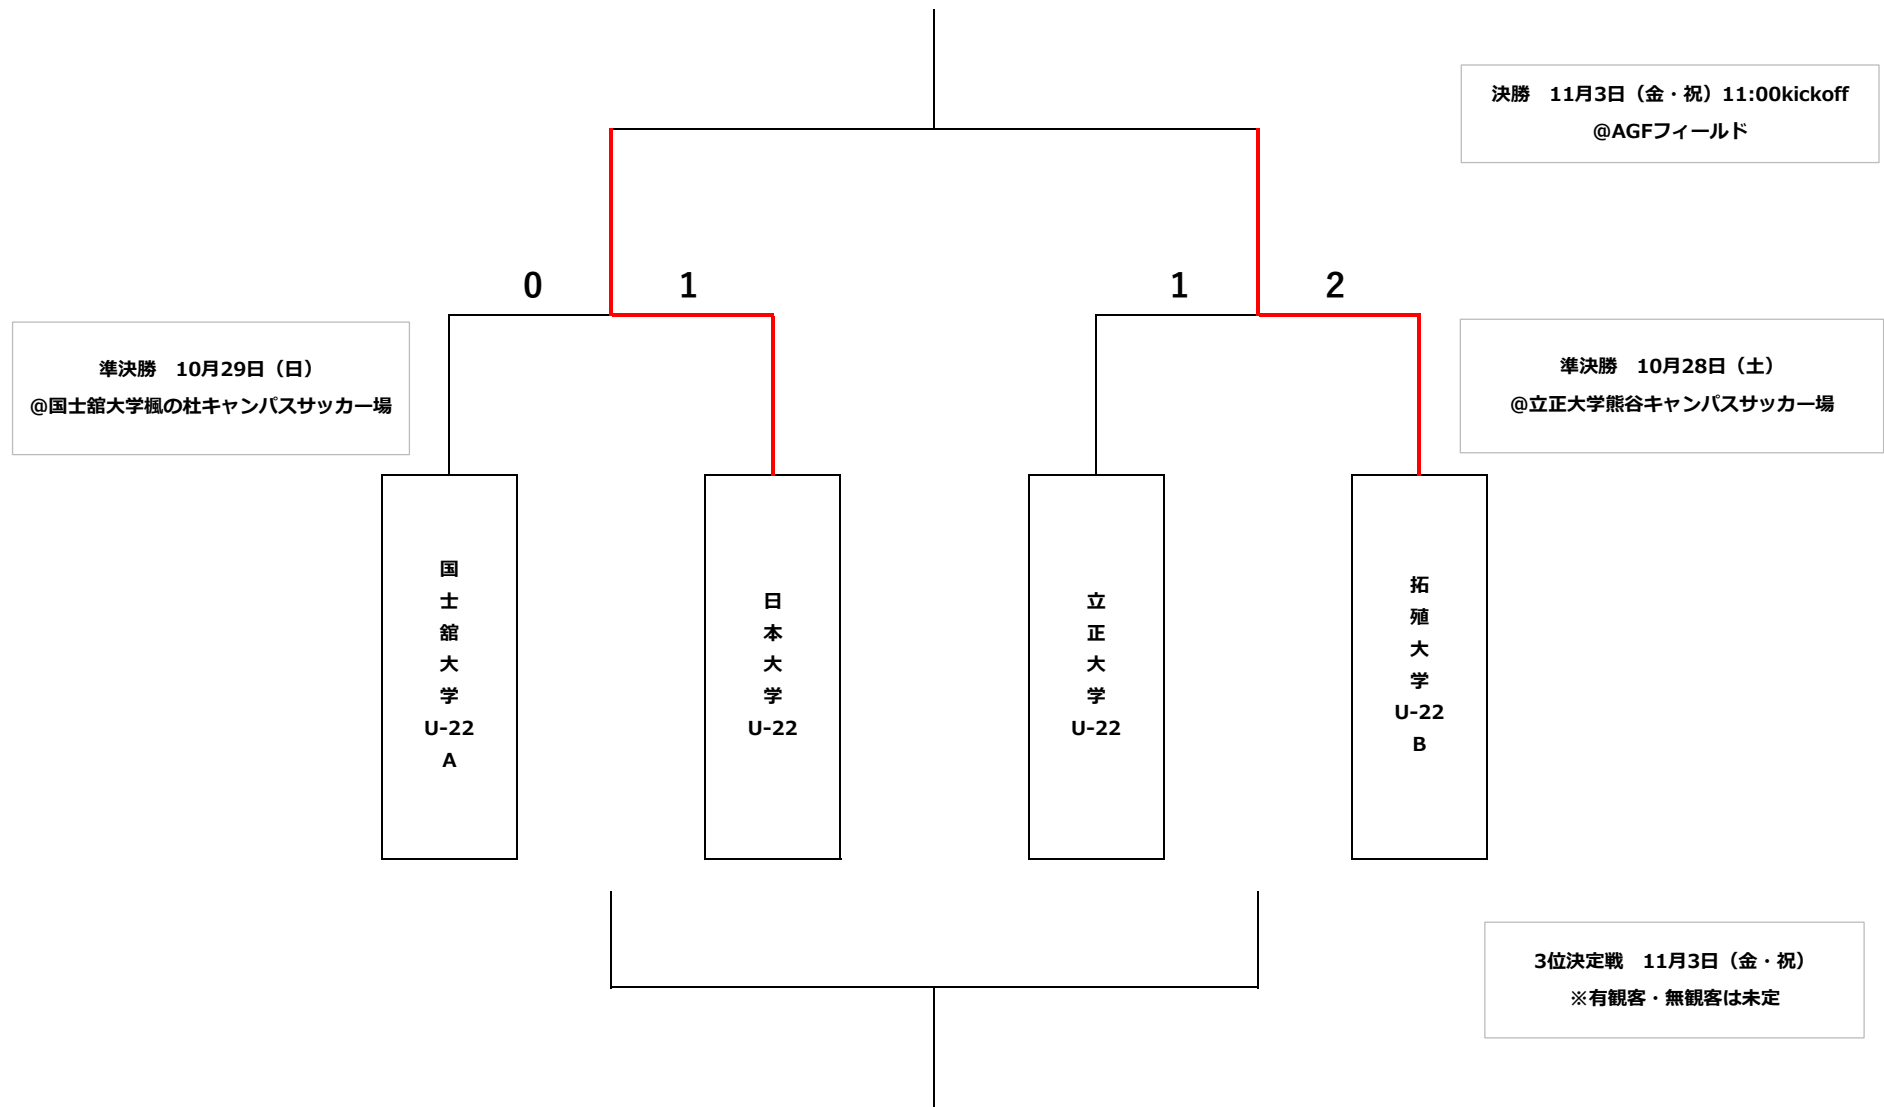 決勝　11月3日（金・祝）11:00kickoff
@AGFフィールド
0
1
1
2
準決勝　10月29日（日）
@国士舘大学楓の杜キャンパスサッカー場
準決勝　10月28日（土）
@立正大学熊谷キャンパスサッカー場
国士舘大学U-22A
日本大学U-22
立正大学U-22
拓殖大学U-22B
3位決定戦　11月3日（金・祝）
※有観客・無観客は未定